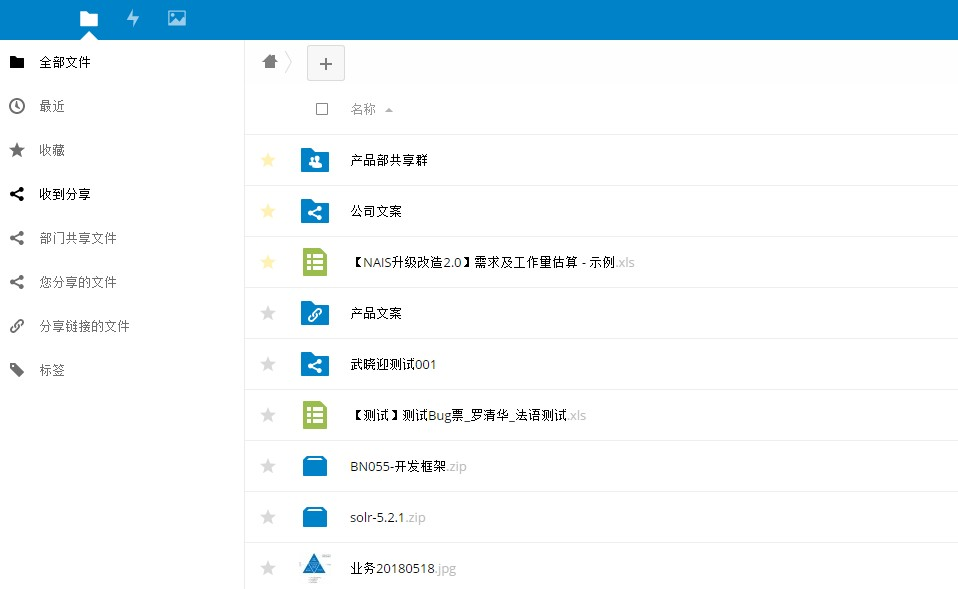 全部文件
最近
收藏
收到分享
部门共享文件
您分享的文件
分享链接的文件
标签
名称
产品部共享群
公司文案
【NAIS升级改造2.0】需求及工作量估算 - 示例.xls
产品文案
武晓迎测试001
【测试】测试Bug票_罗清华_法语测试.xls
BN055-开发框架.zip
solr-5.2.1.zip
业务20180518.jpg